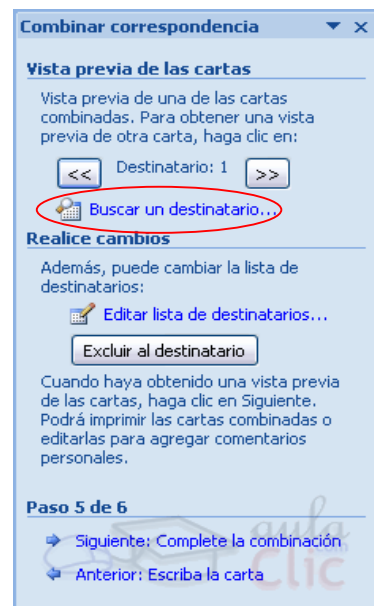 Combinar correspondencia
Vista previa de las cartas
Vista previa de una de las cartas
combinadas. Para obtener una vista
previa de otra carta, haga clic en:
<< Destinatario: 1 >>
Buscar un destinatario...
Realice cambios
Además, puede cambiar la lista de
destinatarios:
Editar lista de destinatarios...
Excluir al destinatario
Cuando haya obtenido una vista previa
de las cartas, haga clic en Siguiente.
Podrá imprimir las cartas combinadas o
editarlas para agregar comentarios
personales.
Paso 5 de 6
Siguiente: Complete la combinación
Anterior: Escriba la carta
aula
.com
Clic